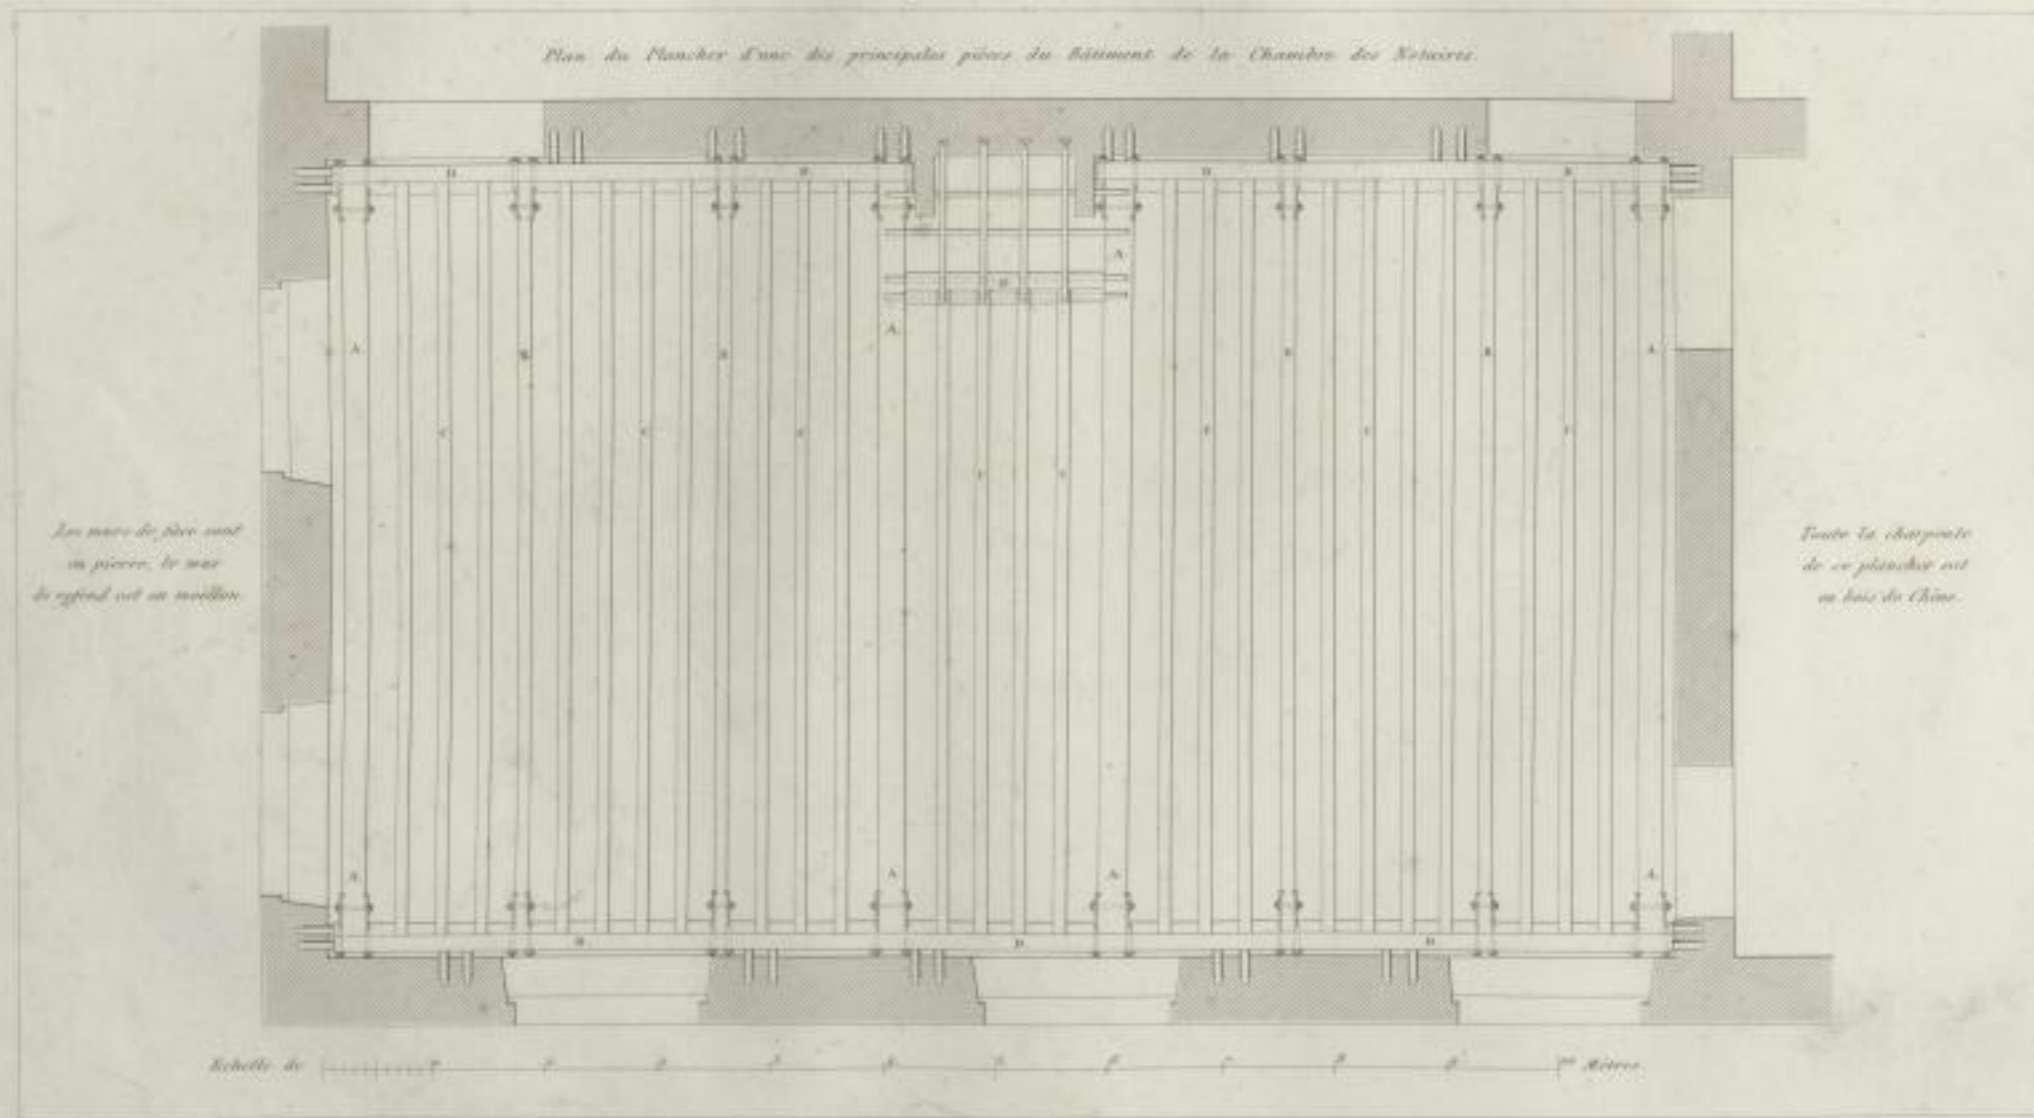 Plan du Plancher d'une des principales pièces du Bâtiment de la Chambre des Notaires.
D
B
D
B
A.
B
A.
A
B
B
A.
B
B
A.
C
C
C
C
C
C
C
C
Les murs de face sont
en pierre, le mur
de refend est en moëllon.
Toute la charpente
de ce plancher est
en bois de Chêne.
A.
A.
A.
A.
D.
D.
D.
Echelle de
Mètres.